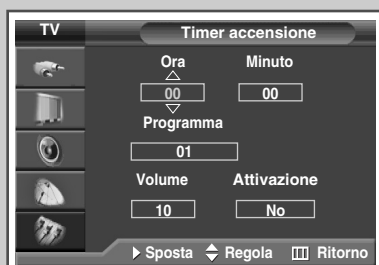 TV
Timer accensione
Ora Minuto
00 00
Programma
01
Volume Attivazione
10 No
Sposta Regola Ritorno